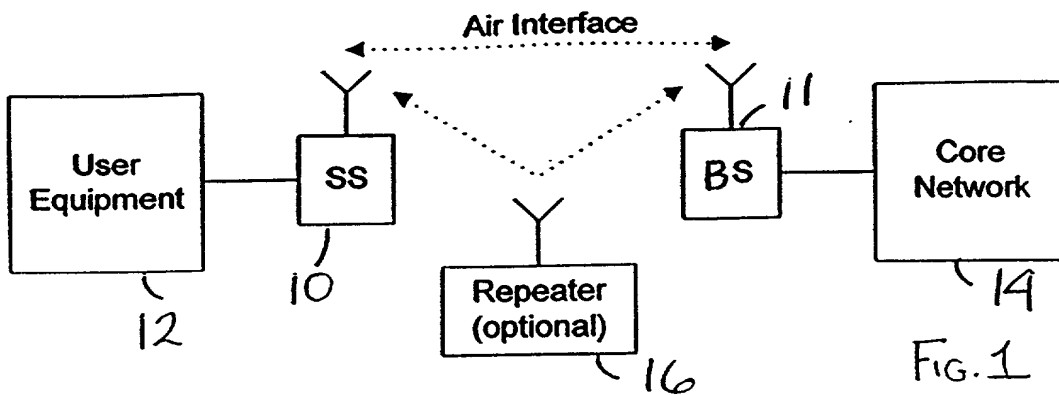 Air Interface
User
Equipment
SS
11
BS
Core
Network
10
12
Repeater
(optional)
14
16
FIG. 1